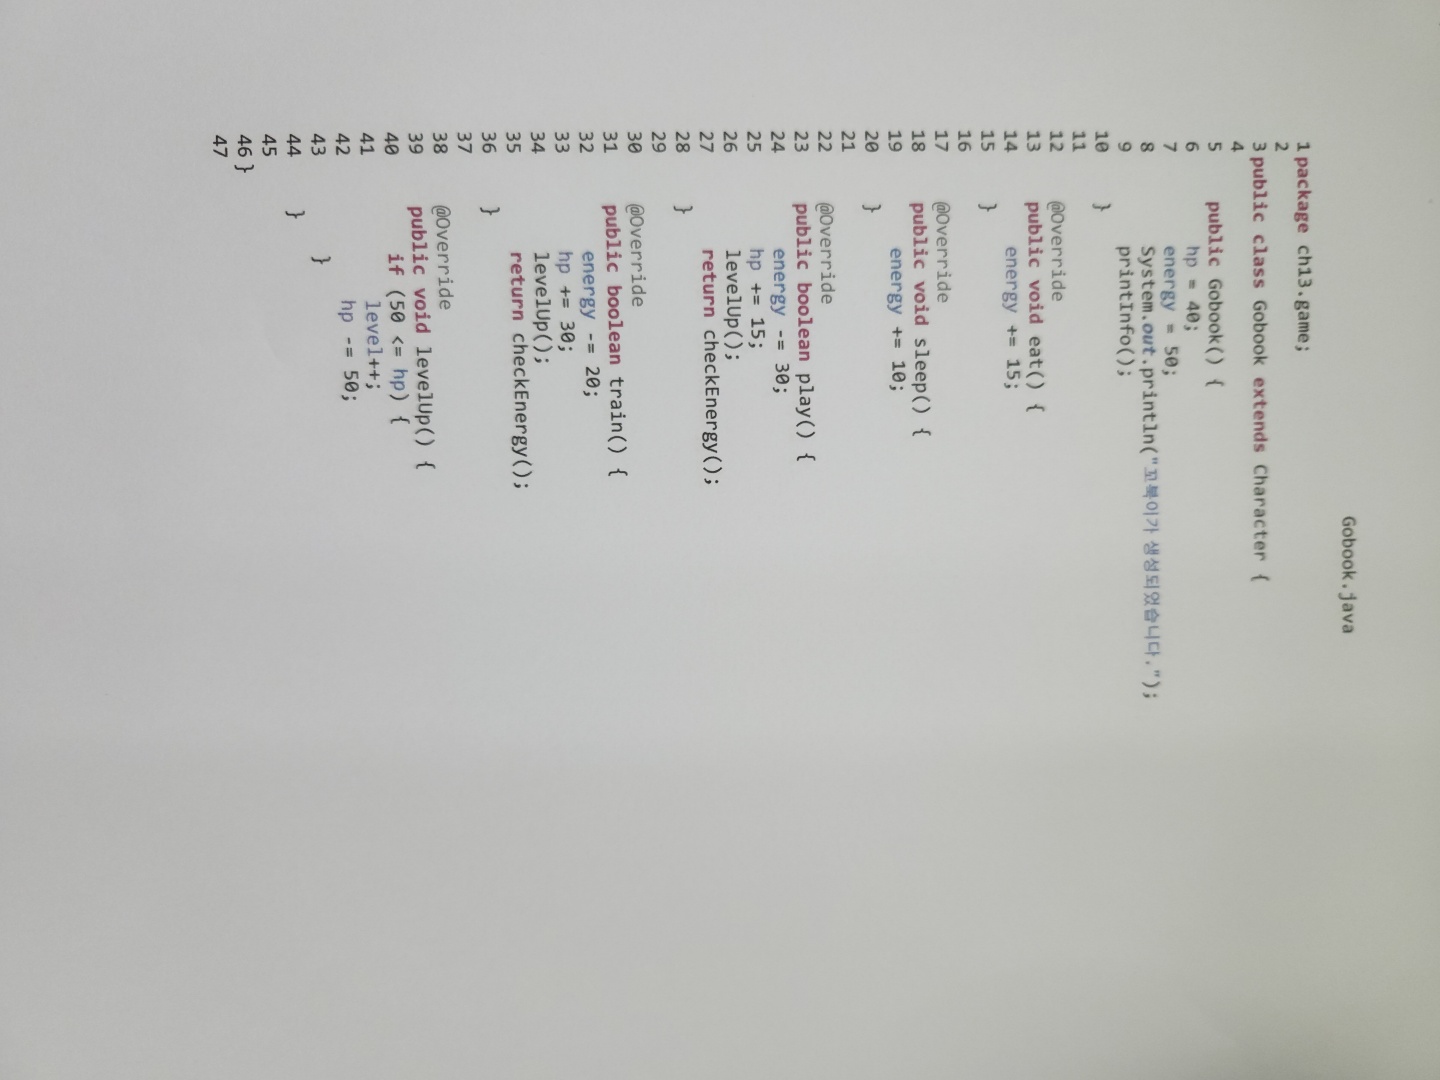 Gobook.java
1 package ch13.game;
2
3 public class Gobook extends Character {
4
5     public Gobook() {
6         hp = 40;
7         energy = 50;
8         System.out.println("꼬북이가 생성되었습니다.");
9         printInfo();
10     }
11
12     @Override
13     public void eat() {
14         energy += 15;
15     }
16
17     @Override
18     public void sleep() {
19         energy += 10;
20     }
21
22     @Override
23     public boolean play() {
24         energy -= 30;
25         hp += 15;
26         levelUp();
27         return checkEnergy();
28     }
29
30     @Override
31     public boolean train() {
32         energy -= 20;
33         hp += 30;
34         levelUp();
35         return checkEnergy();
36     }
37
38     @Override
39     public void levelUp() {
40         if (50 <= hp) {
41             level++;
42             hp -= 50;
43         }
44     }
45
46 }
47